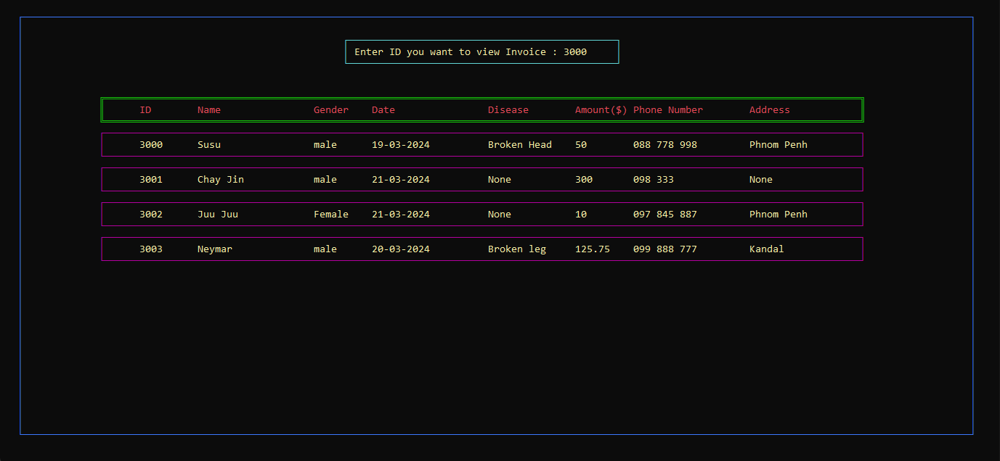 Enter ID you want to view Invoice : 3000
ID Name Gender Date Disease Amount($) Phone Number Address
3000 Susu male 19-03-2024 Broken Head 50 088 778 998 Phnom Penh
3001 Chay Jin male 21-03-2024 None 300 098 333 None
3002 Juu Juu Female 21-03-2024 None 10 097 845 887 Phnom Penh
3003 Neymar male 20-03-2024 Broken leg 125.75 099 888 777 Kandal